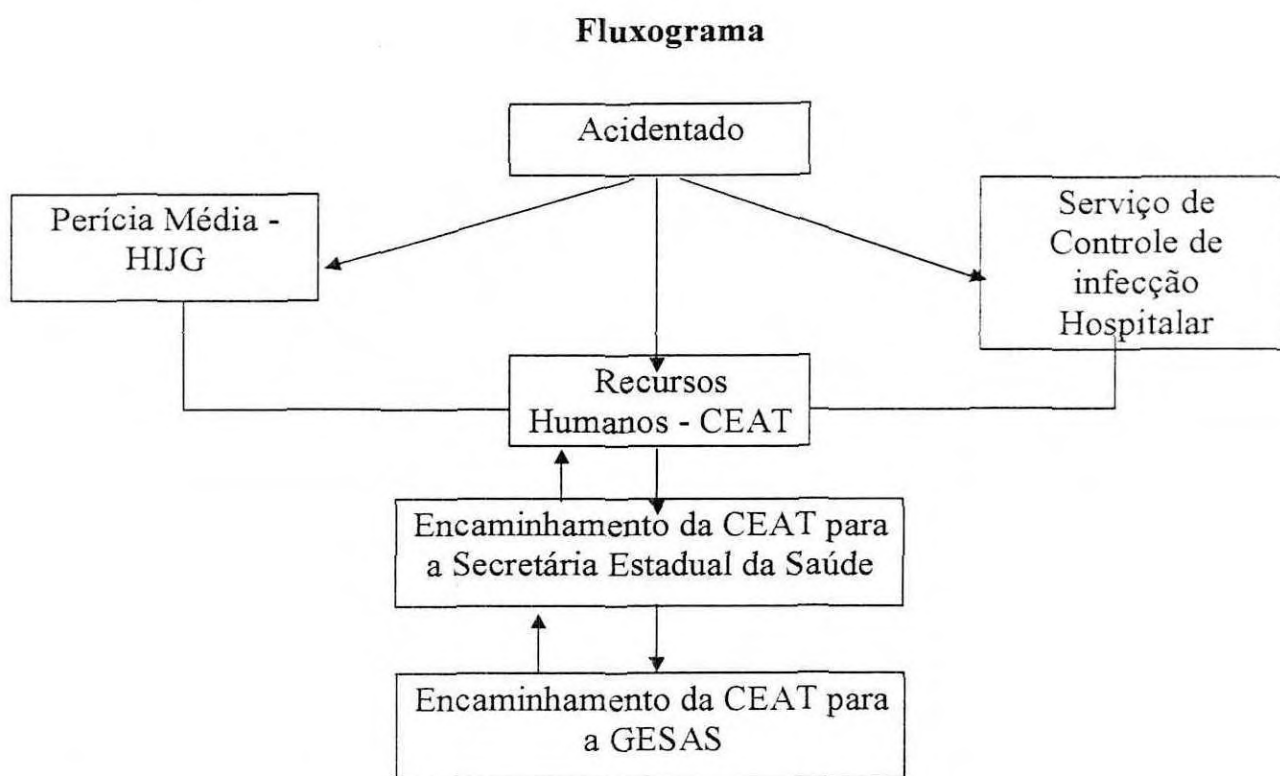 Fluxograma
Acidentado
Perícia Média -
HIJG
Serviço de
Controle de
infecção
Hospitalar
Recursos
Humanos - CEAT
Encaminhamento da CEAT para
a Secretária Estadual da Saúde
Encaminhamento da CEAT para
a GESAS